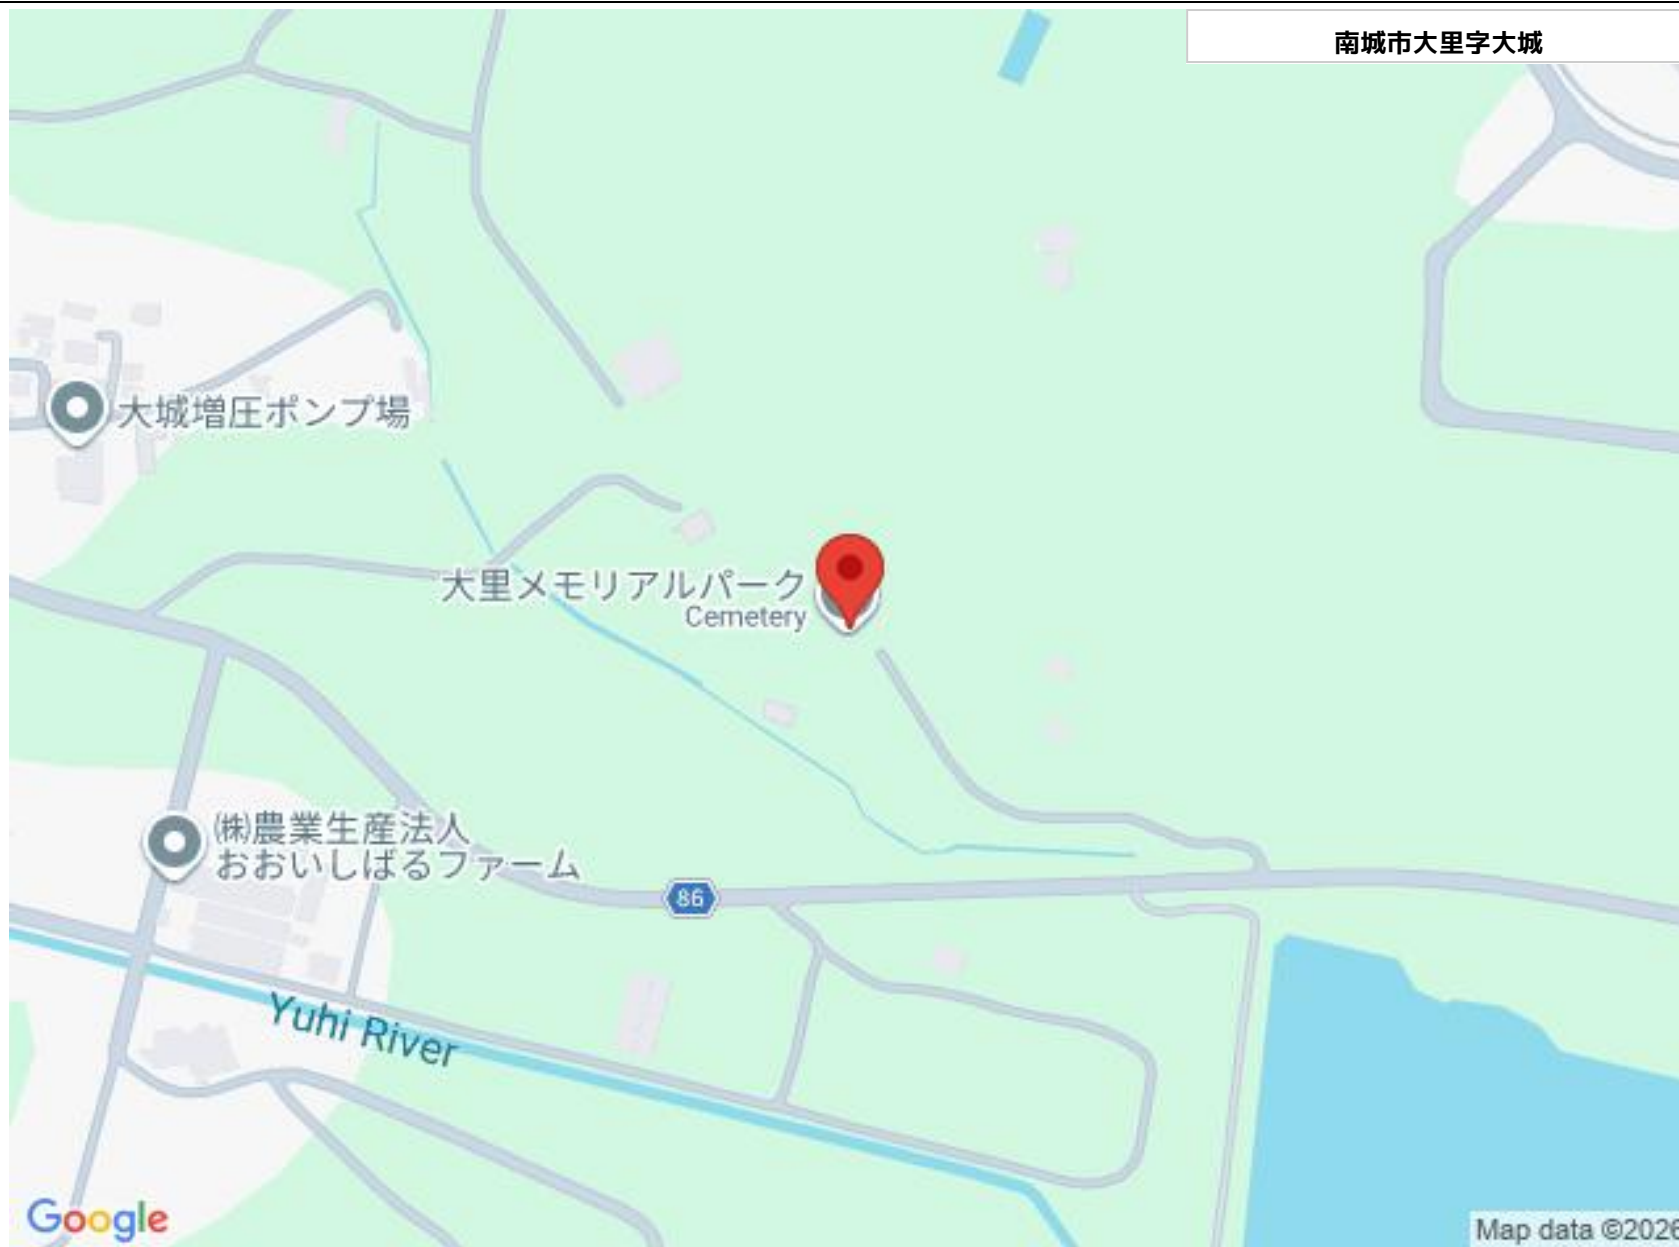 南城市大里字大城
大城増圧ポンプ場
大里メモリアルパーク
Cemetery
㈱農業生産法人
おおいしばるファーム
86
Yuhi River
Google
Map data ©2026